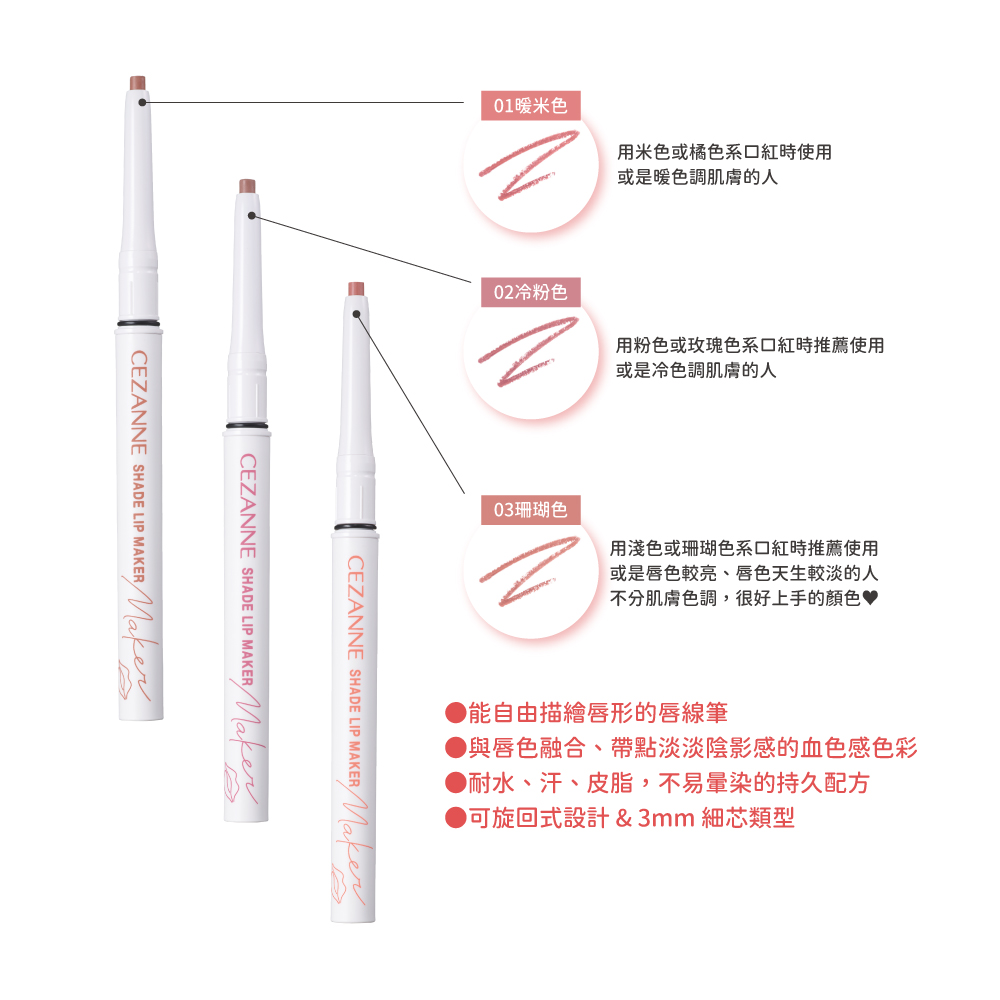 01暖米色
用米色或橘色系口紅時使用
或是暖色調肌膚的人
02冷粉色
用粉色或玫瑰色系口紅時推薦使用
或是冷色調肌膚的人
03珊瑚色
用淺色或珊瑚色系口紅時推薦使用
或是唇色較亮、唇色天生較淡的人
不分肌膚色調，很好上手的顏色♥
CEZANNE SHADE LIP MAKER Maker
CEZANNE SHADE LIP MAKER Maker
CEZANNE SHADE LIP MAKER Maker
●能自由描繪唇形的唇線筆
●與唇色融合、帶點淡淡陰影感的血色感色彩
●耐水、汗、皮脂，不易暈染的持久配方
●可旋回式設計 & 3mm 細芯類型